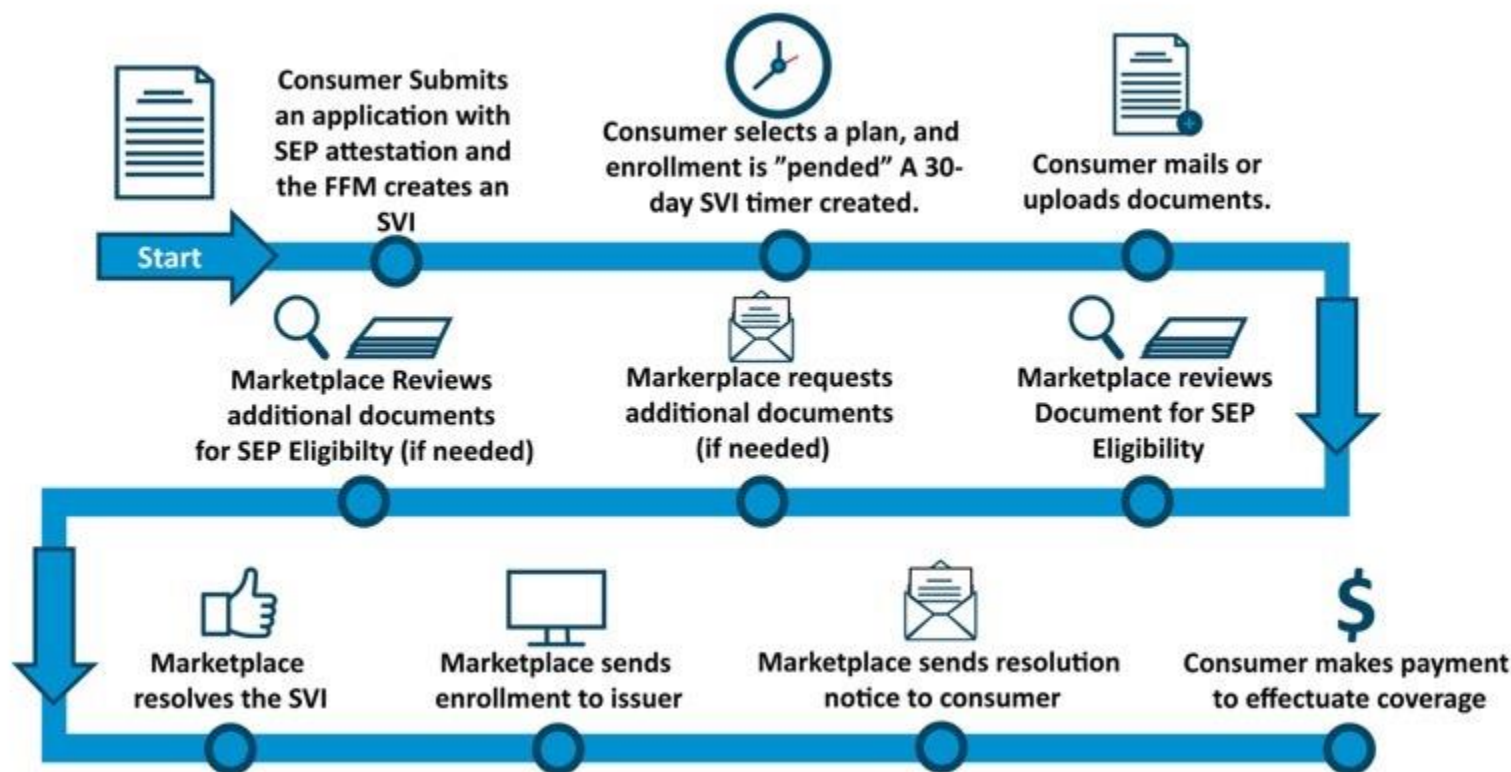 Consumer Submits
an application with
SEP attestation and
the FFM creates an
SVI
Consumer selects a plan, and
enrollment is ”pended” A 30-
day SVI timer created.
Consumer mails or
uploads documents.
Start
Marketplace reviews
Document for SEP
Eligibility
Markerplace requests
additional documents
(if needed)
Marketplace Reviews
additional documents
for SEP Eligibilty (if needed)
Marketplace
resolves the SVI
Marketplace sends
enrollment to issuer
Marketplace sends resolution
notice to consumer
$
Consumer makes payment
to effectuate coverage